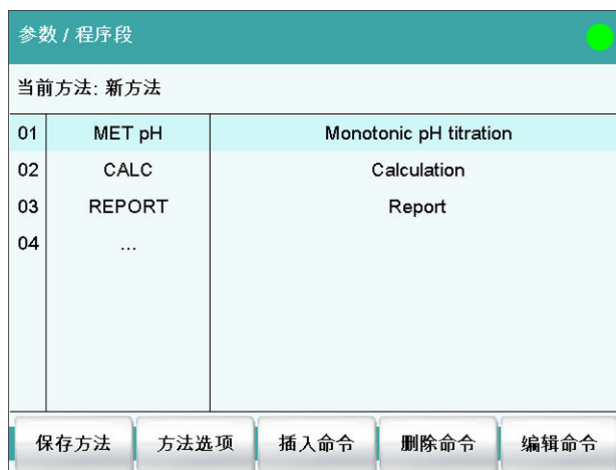 参数 / 程序段
当前方法: 新方法
01 MET pH Monotonic pH titration
02 CALC Calculation
03 REPORT Report
04 ...
保存方法 方法选项 插入命令 删除命令 编辑命令